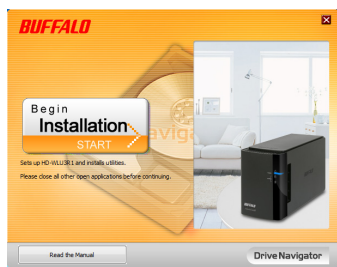 BUFFALO
Begin
Installation
START
Sets up HD-WLU3R1 and installs utilities.
Please close all other open applications before continuing.
BUFFALO
Read the Manual
Drive Navigator